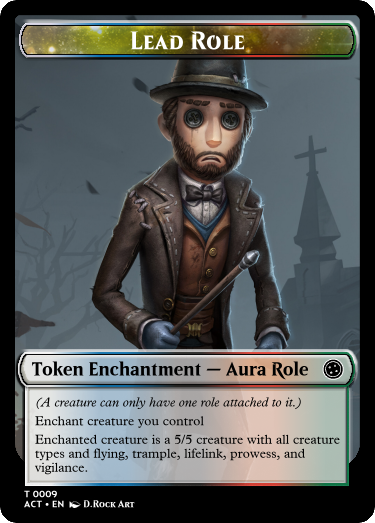 LEAD ROLE
Token Enchantment — Aura Role
(A creature can only have one role attached to it.)
Enchant creature you control
Enchanted creature is a 5/5 creature with all creature
types and flying, trample, lifelink, prowess, and
vigilance.
T 0009
ACT • EN D.ROCK ART